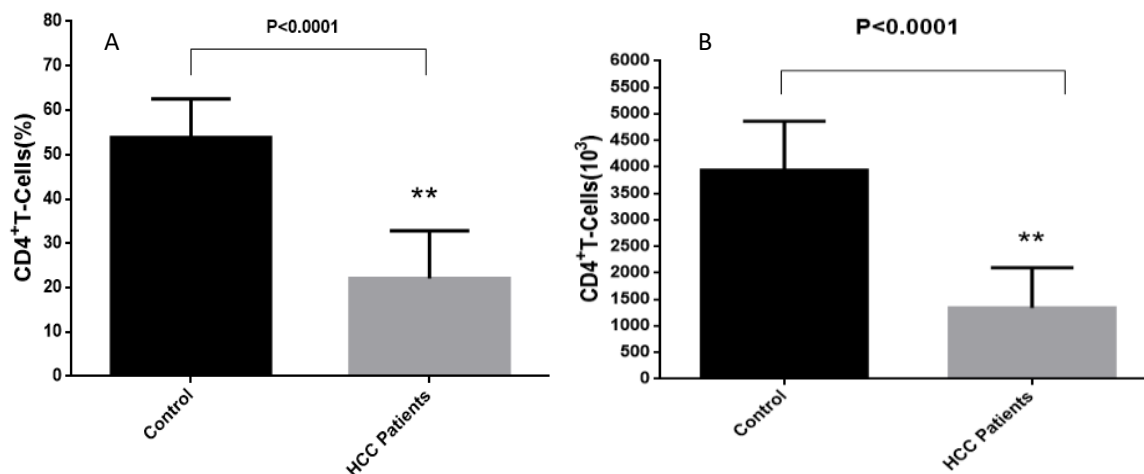 A
P<0.0001
CD4⁺T-Cells(%)
80
70
60
50
40
30
20
10
0
**
Control
HCC Patients
B
P<0.0001
CD4⁺T-Cells(10³)
6000
5500
5000
4500
4000
3500
3000
2500
2000
1500
1000
500
0
**
Control
HCC Patients